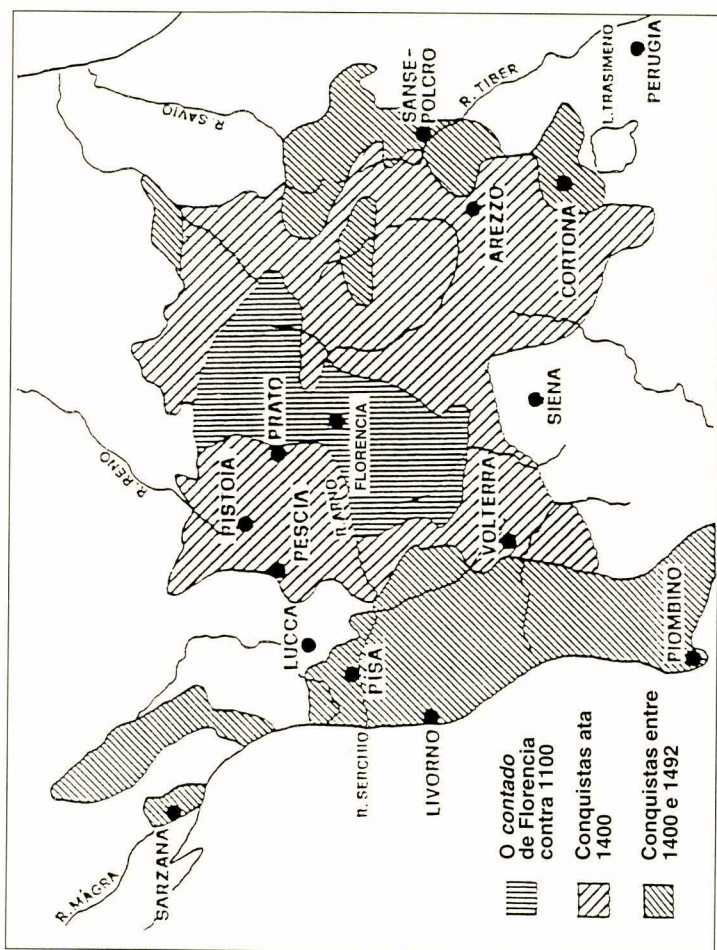 R. MAGRA
SARZANA
R. RENO
R. SAVIO
PISTOIA
PESCIA
PRATO
LUCCA
R. ARNO
FLORENCIA
PISA
R. SERCHIO
LIVORNO
VOLTERRA
SIENA
AREZZO
SANSE-
POLCRO
R. TIBER
L. TRASIMENO
CORTONA
PERUGIA
PIOMBINO
O contado
de Florencia
contra 1100
Conquistas ata
1400
Conquistas entre
1400 e 1492